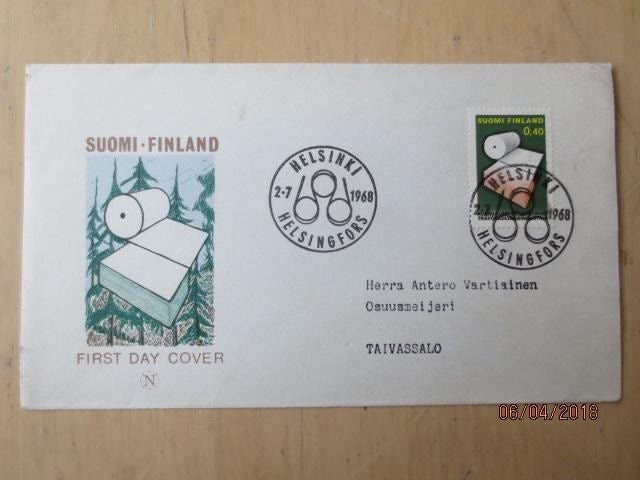 SUOMI·FINLAND
FIRST DAY COVER
N
HELSINKI
2·7 1968
HELSINGFORS
SUOMI FINLAND
0,40
HELSINKI
2·7 1968
HELSINGFORS
Herra Antero Vartiainen
Osuusmeijeri
TAIVASSALO
06/04/2018